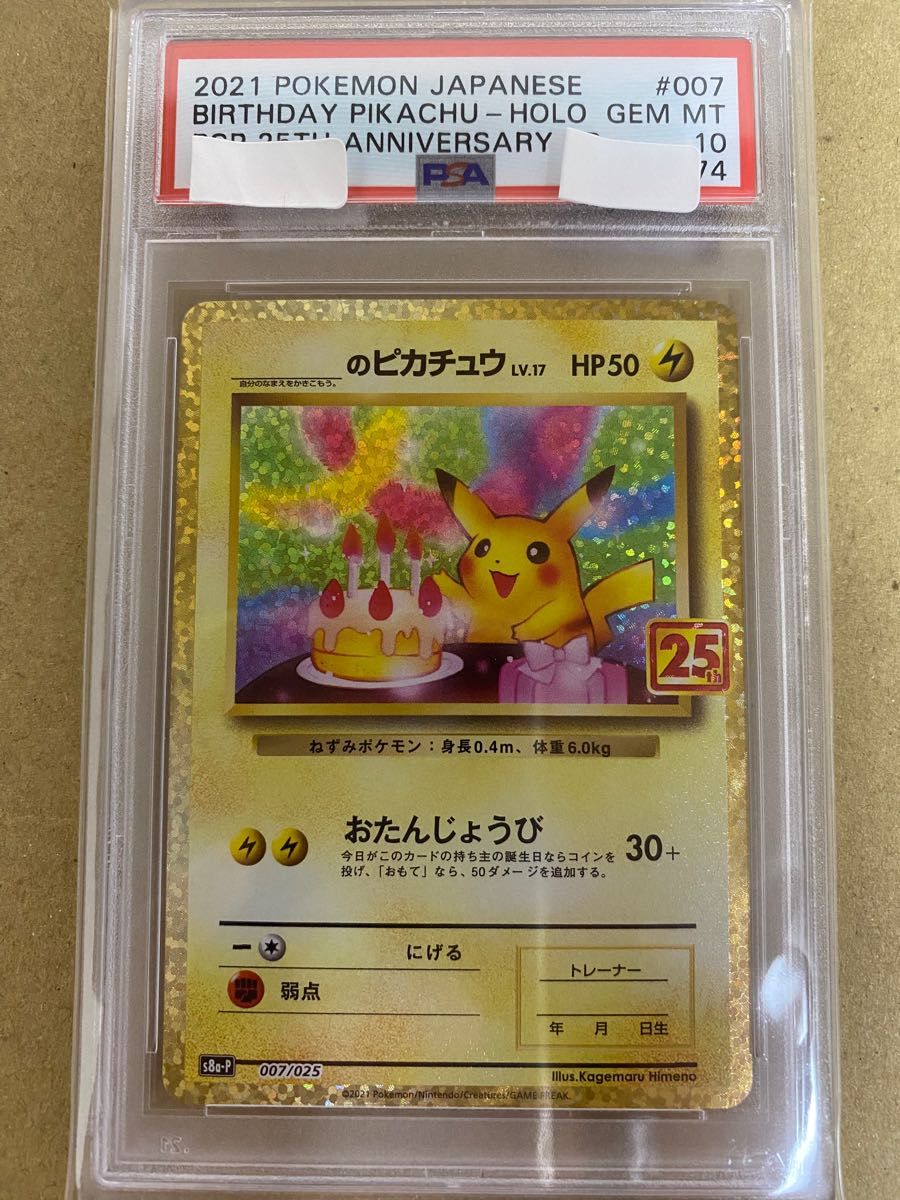 2021 POKEMON JAPANESE #007
BIRTHDAY PIKACHU-HOLO GEM MT
25TH ANNIVERSARY 10
74
PSA
のピカチュウ LV.17 HP50
自分のなまえをかきこもう。
25th
ねずみポケモン：身長0.4m、体重6.0kg
おたんじょうび 30+
今日がこのカードの持ち主の誕生日ならコインを
投げ、「おもて」なら、50ダメージを追加する。
にげる
弱点
トレーナー
年 月 日生
s8a-P 007/025
Illus.Kagemaru Himeno
©2021 Pokémon/Nintendo/Creatures/GAME FREAK.